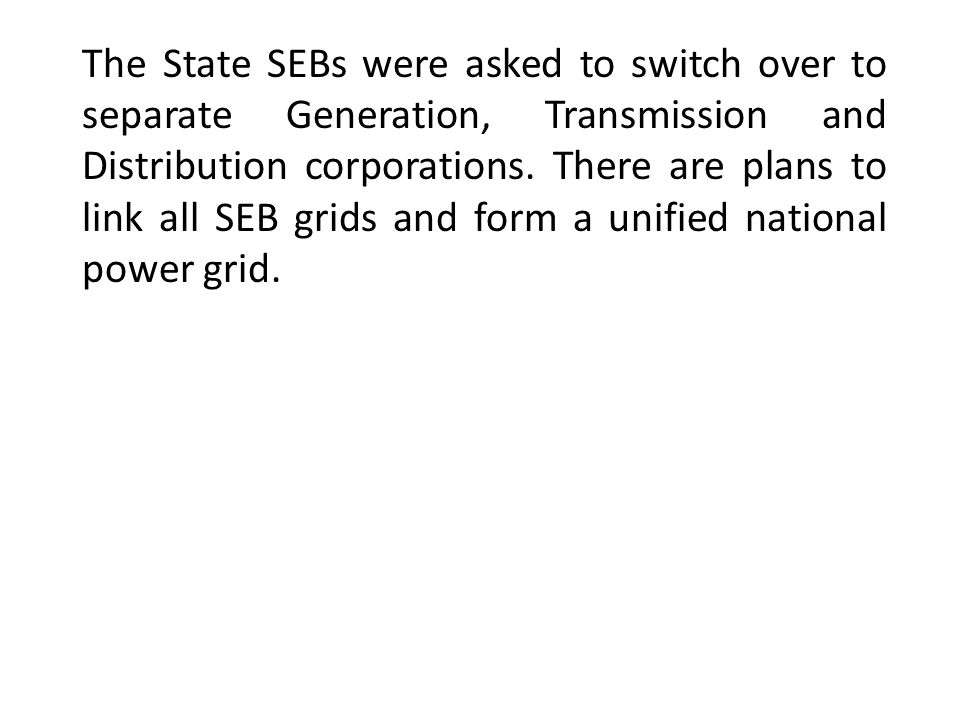 The State SEBs were asked to switch over to
separate Generation, Transmission and
Distribution corporations. There are plans to
link all SEB grids and form a unified national
power grid.